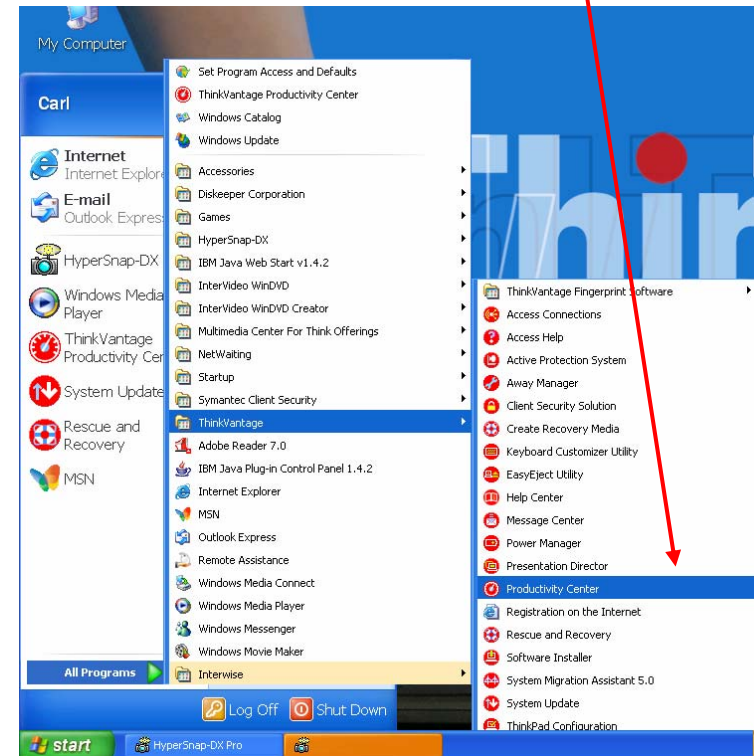 My Computer
Carl
Internet
Internet Explore
E-mail
Outlook Expres
HyperSnap-DX
Windows Media
Player
ThinkVantage
Productivity Cen
System Update
Rescue and
Recovery
MSN
All Programs
Set Program Access and Defaults
ThinkVantage Productivity Center
Windows Catalog
Windows Update
Accessories
Diskeeper Corporation
Games
HyperSnap-DX
IBM Java Web Start v1.4.2
InterVideo WinDVD
InterVideo WinDVD Creator
Multimedia Center For Think Offerings
NetWaiting
Startup
Symantec Client Security
ThinkVantage
Adobe Reader 7.0
IBM Java Plug-in Control Panel 1.4.2
Internet Explorer
MSN
Outlook Express
Remote Assistance
Windows Media Connect
Windows Media Player
Windows Messenger
Windows Movie Maker
Interwise
Thin
ThinkVantage Fingerprint Software
Access Connections
Access Help
Active Protection System
Away Manager
Client Security Solution
Create Recovery Media
Keyboard Customizer Utility
EasyEject Utility
Help Center
Message Center
Power Manager
Presentation Director
Productivity Center
Registration on the Internet
Rescue and Recovery
Software Installer
System Migration Assistant 5.0
System Update
ThinkPad Configuration
Log Off
Shut Down
start
HyperSnap-DX Pro